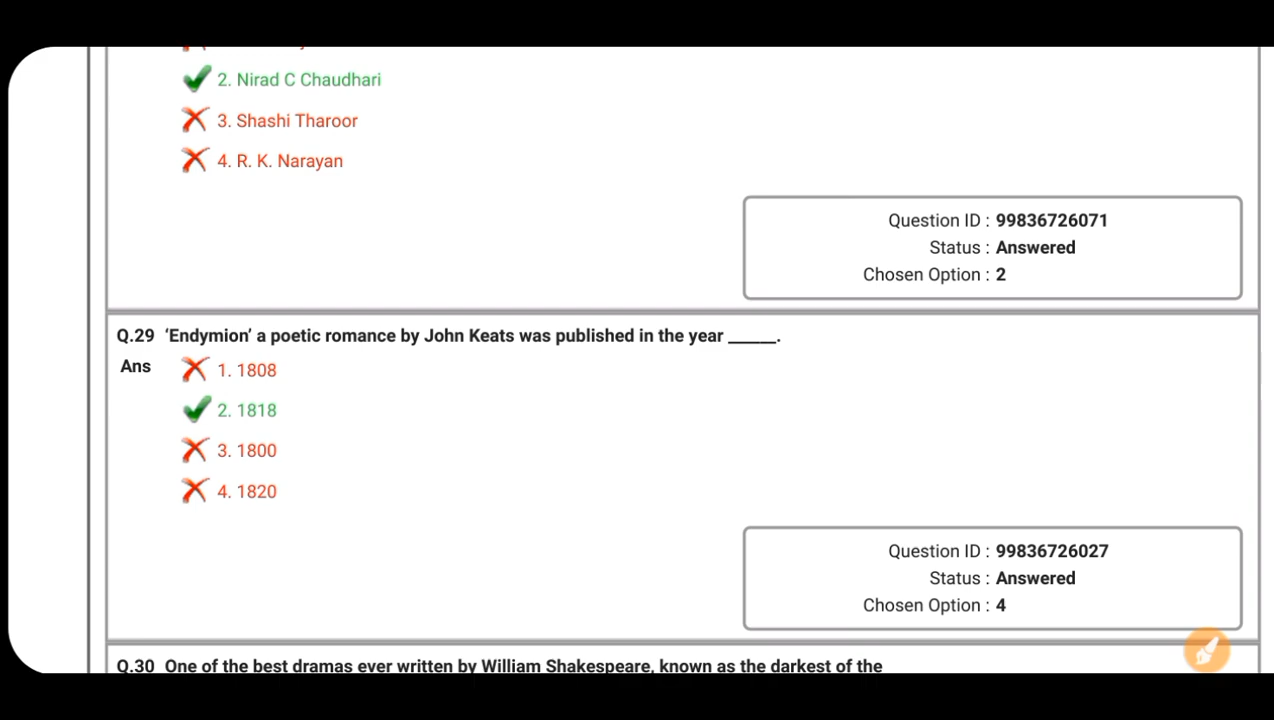 2. Nirad C Chaudhari
3. Shashi Tharoor
4. R. K. Narayan
Question ID : 99836726071
Status : Answered
Chosen Option : 2
Q.29 ‘Endymion’ a poetic romance by John Keats was published in the year ______.
Ans
1. 1808
2. 1818
3. 1800
4. 1820
Question ID : 99836726027
Status : Answered
Chosen Option : 4
Q.30 One of the best dramas ever written by William Shakespeare, known as the darkest of the